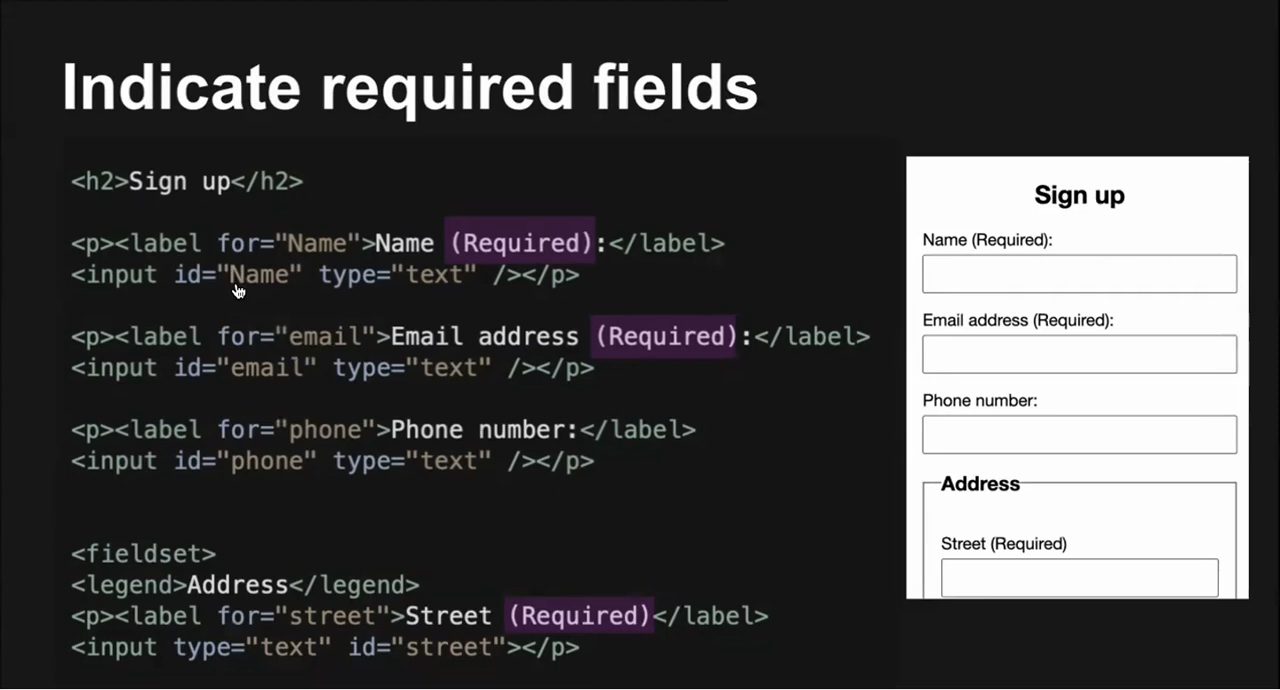 Indicate required fields
<h2>Sign up</h2>
<p><label for="Name">Name (Required):</label>
<input id="Name" type="text" /></p>
<p><label for="email">Email address (Required):</label>
<input id="email" type="text" /></p>
<p><label for="phone">Phone number:</label>
<input id="phone" type="text" /></p>
<fieldset>
<legend>Address</legend>
<p><label for="street">Street (Required)</label>
<input type="text" id="street"></p>
Sign up
Name (Required):
Email address (Required):
Phone number:
Address
Street (Required)